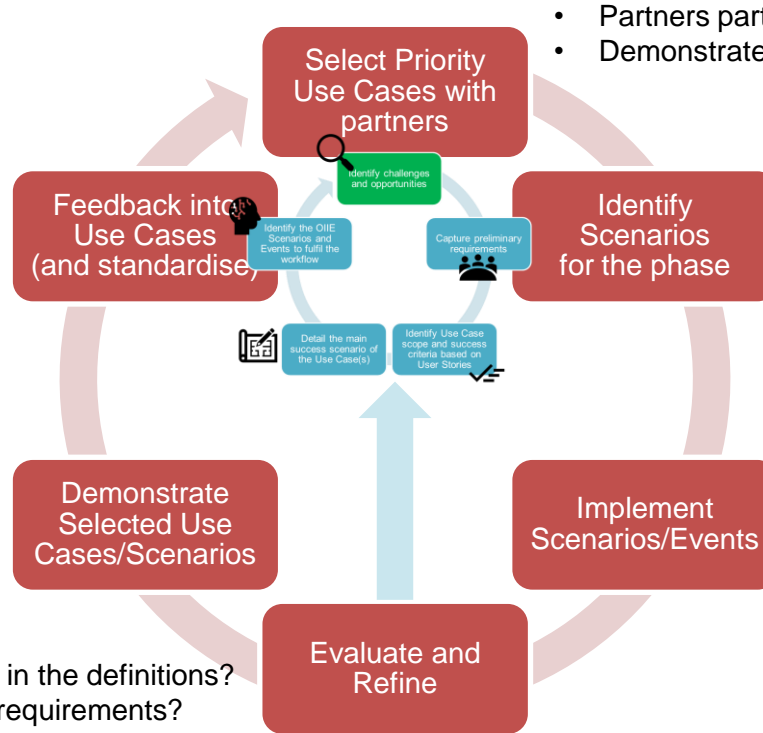 • Partners part
• Demonstrate
Select Priority
Use Cases with
partners
Identify challenges
and opportunities
Feedback into
Use Cases
(and standardise)
Identify the OIIE
Scenarios and
Events to fulfil the
workflow
Capture preliminary
requirements
Identify
Scenarios
for the phase
Detail the main
success scenario of
the Use Case(s)
Identify Use Case
scope and success
criteria based on
User Stories
Demonstrate
Selected Use
Cases/Scenarios
Implement
Scenarios/Events
Evaluate and
Refine
in the definitions?
requirements?